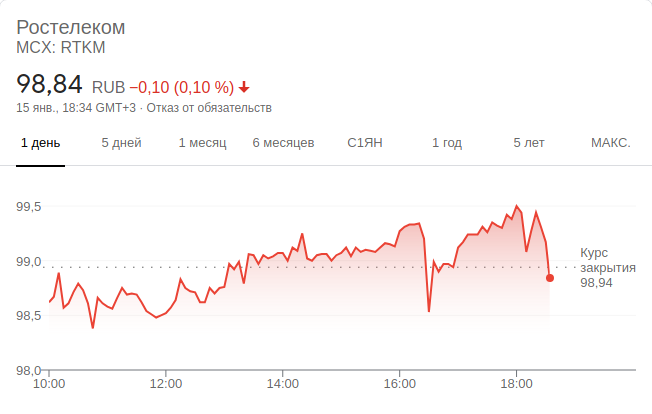 Ростелеком
MCX: RTKM
98,84 RUB −0,10 (0,10 %)
15 янв., 18:34 GMT+3 · Отказ от обязательств
1 день 5 дней 1 месяц 6 месяцев С1ЯН 1 год 5 лет МАКС.
99,5
99,0
98,5
98,0
Курс
закрытия
98,94
10:00 12:00 14:00 16:00 18:00